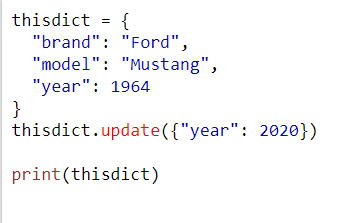 thisdict = {
  "brand": "Ford",
  "model": "Mustang",
  "year": 1964
}
thisdict.update({"year": 2020})

print(thisdict)